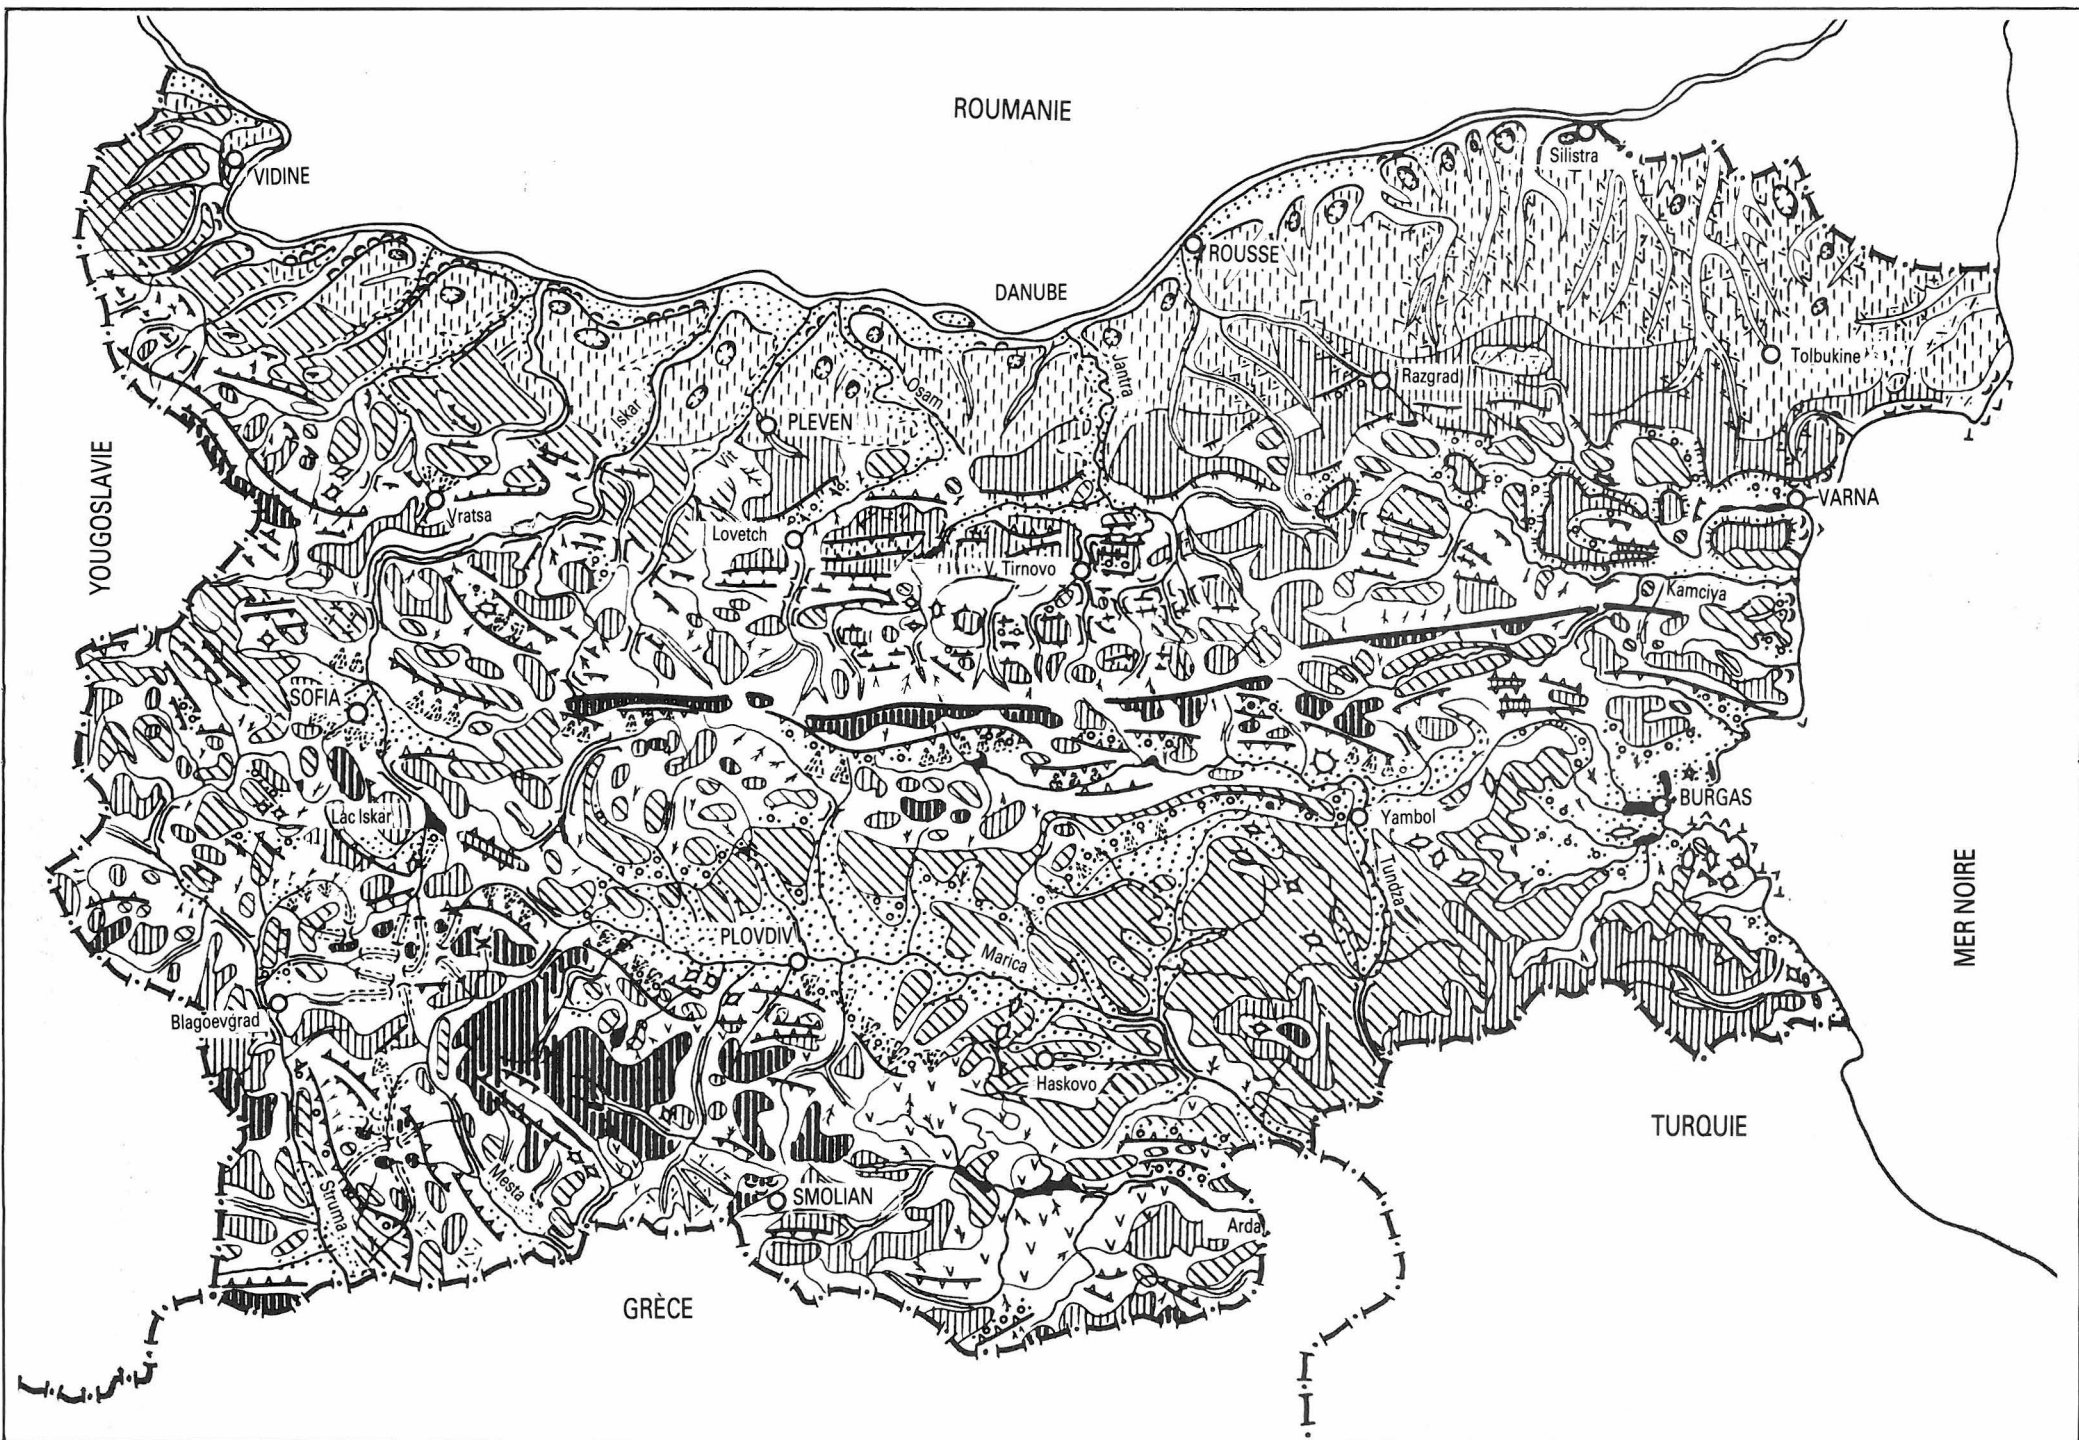 ROUMANIE
Silistra
VIDINE
ROUSSE
DANUBE
Tolbukine
Jantra
Razgrad
Osam
Iskar
PLEVEN
Vit
YOUGOSLAVIE
VARNA
Vratsa
Lovetch
V. Tirnovo
Kamciya
SOFIA
BURGAS
Lac Iskar
Yambol
Tundza
MER NOIRE
PLOVDIV
Marica
Blagoevgrad
Haskovo
TURQUIE
Mesta
Struma
SMOLIAN
Arda
GRÈCE